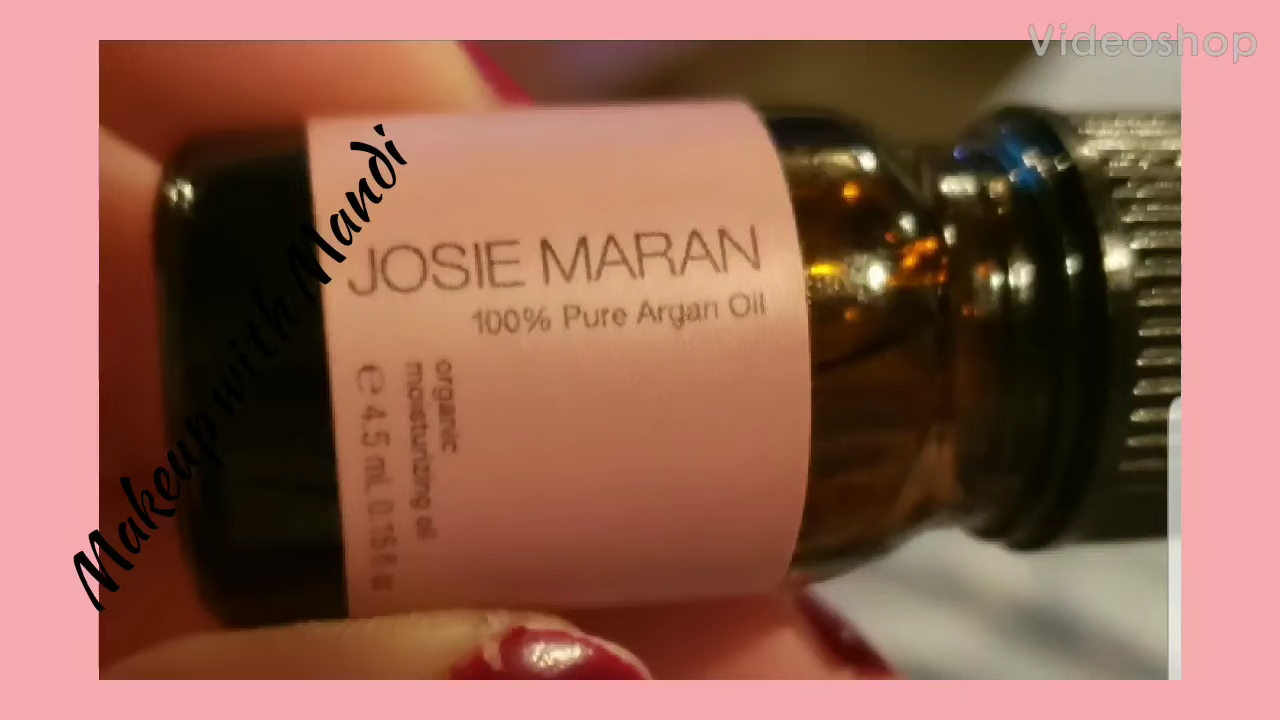 Videoshop
Makeup with Mandi
JOSIE MARAN
100% Pure Argan Oil
organic
moisturizing oil
e 4.5 mL 0.15 fl oz